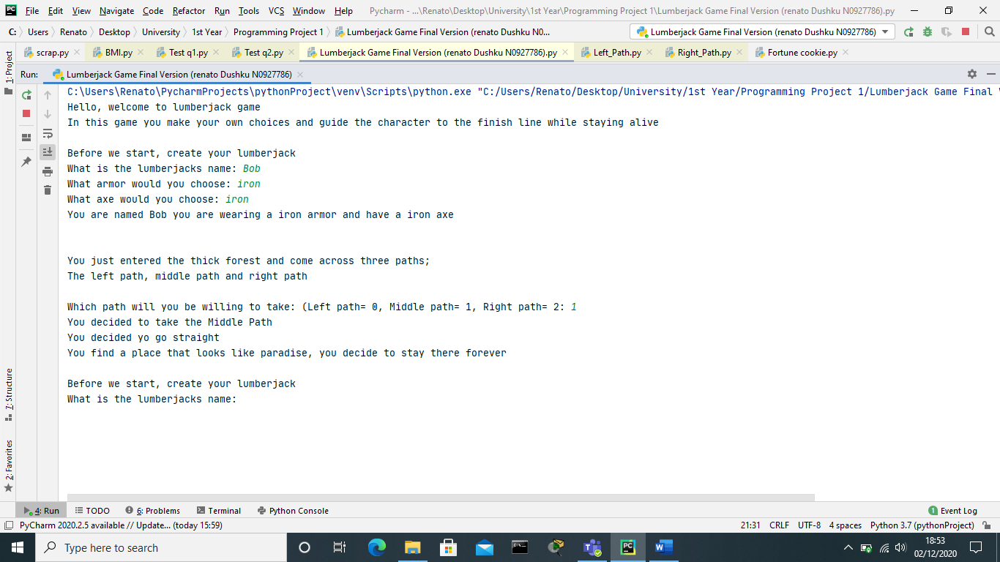 PC File Edit View Navigate Code Refactor Run Tools VCS Window Help Pycharm - ...\Renato\Desktop\University\1st Year\Programming Project 1\Lumberjack Game Final Version (renato Dushku N0927786).py
C: Users Renato Desktop University 1st Year Programming Project 1 Lumberjack Game Final Version (renato Dushku N0... Lumberjack Game Final Version (renato Dushku N0927786)
1: Project scrap.py BMI.py Test q1.py Test q2.py Lumberjack Game Final Version (renato Dushku N0927786).py Left_Path.py Right_Path.py Fortune cookie.py
Run: Lumberjack Game Final Version (renato Dushku N0927786)
C:\Users\Renato\PycharmProjects\pythonProject\venv\Scripts\python.exe "C:/Users/Renato/Desktop/University/1st Year/Programming Project 1/Lumberjack Game Final
Hello, welcome to lumberjack game
In this game you make your own choices and guide the character to the finish line while staying alive
Before we start, create your lumberjack
What is the lumberjacks name: Bob
What armor would you choose: iron
What axe would you choose: iron
You are named Bob you are wearing a iron armor and have a iron axe
You just entered the thick forest and come across three paths;
The left path, middle path and right path
Which path will you be willing to take: (Left path= 0, Middle path= 1, Right path= 2: 1
You decided to take the Middle Path
You decided yo go straight
You find a place that looks like paradise, you decide to stay there forever
Before we start, create your lumberjack
What is the lumberjacks name:
7: Structure
2: Favorites
4: Run TODO 6: Problems Terminal Python Console 1 Event Log
PyCharm 2020.2.5 available // Update... (today 15:59) 21:31 CRLF UTF-8 4 spaces Python 3.7 (pythonProject)
Type here to search PC 18:53
02/12/2020